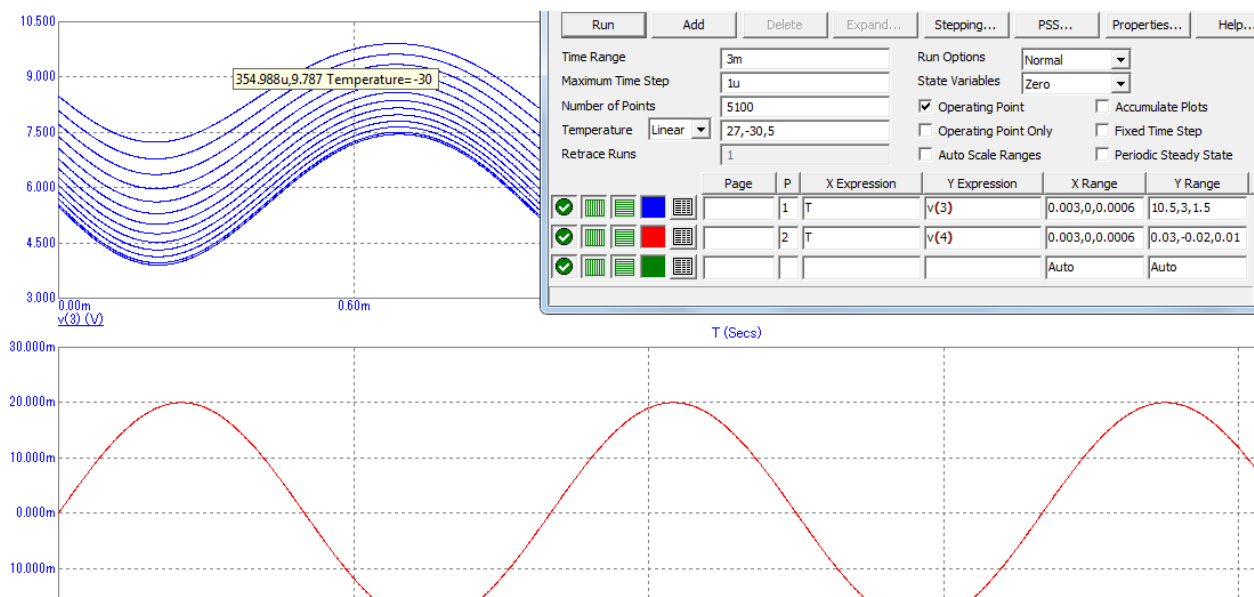 10.500
9.000
7.500
6.000
4.500
3.000
0.00m
0.60m
v(3) (V)
354.988u,9.787 Temperature=-30
Run Add Delete Expand... Stepping... PSS... Properties... Help...
Time Range 3m Run Options Normal
Maximum Time Step 1u State Variables Zero
Number of Points 5100 Operating Point Accumulate Plots
Temperature Linear 27,-30,5 Operating Point Only Fixed Time Step
Retrace Runs 1 Auto Scale Ranges Periodic Steady State
Page P X Expression Y Expression X Range Y Range
1 T v(3) 0.003,0,0.0006 10.5,3,1.5
2 T v(4) 0.003,0,0.0006 0.03,-0.02,0.01
Auto Auto
T (Secs)
30.000m
20.000m
10.000m
0.000m
10.000m